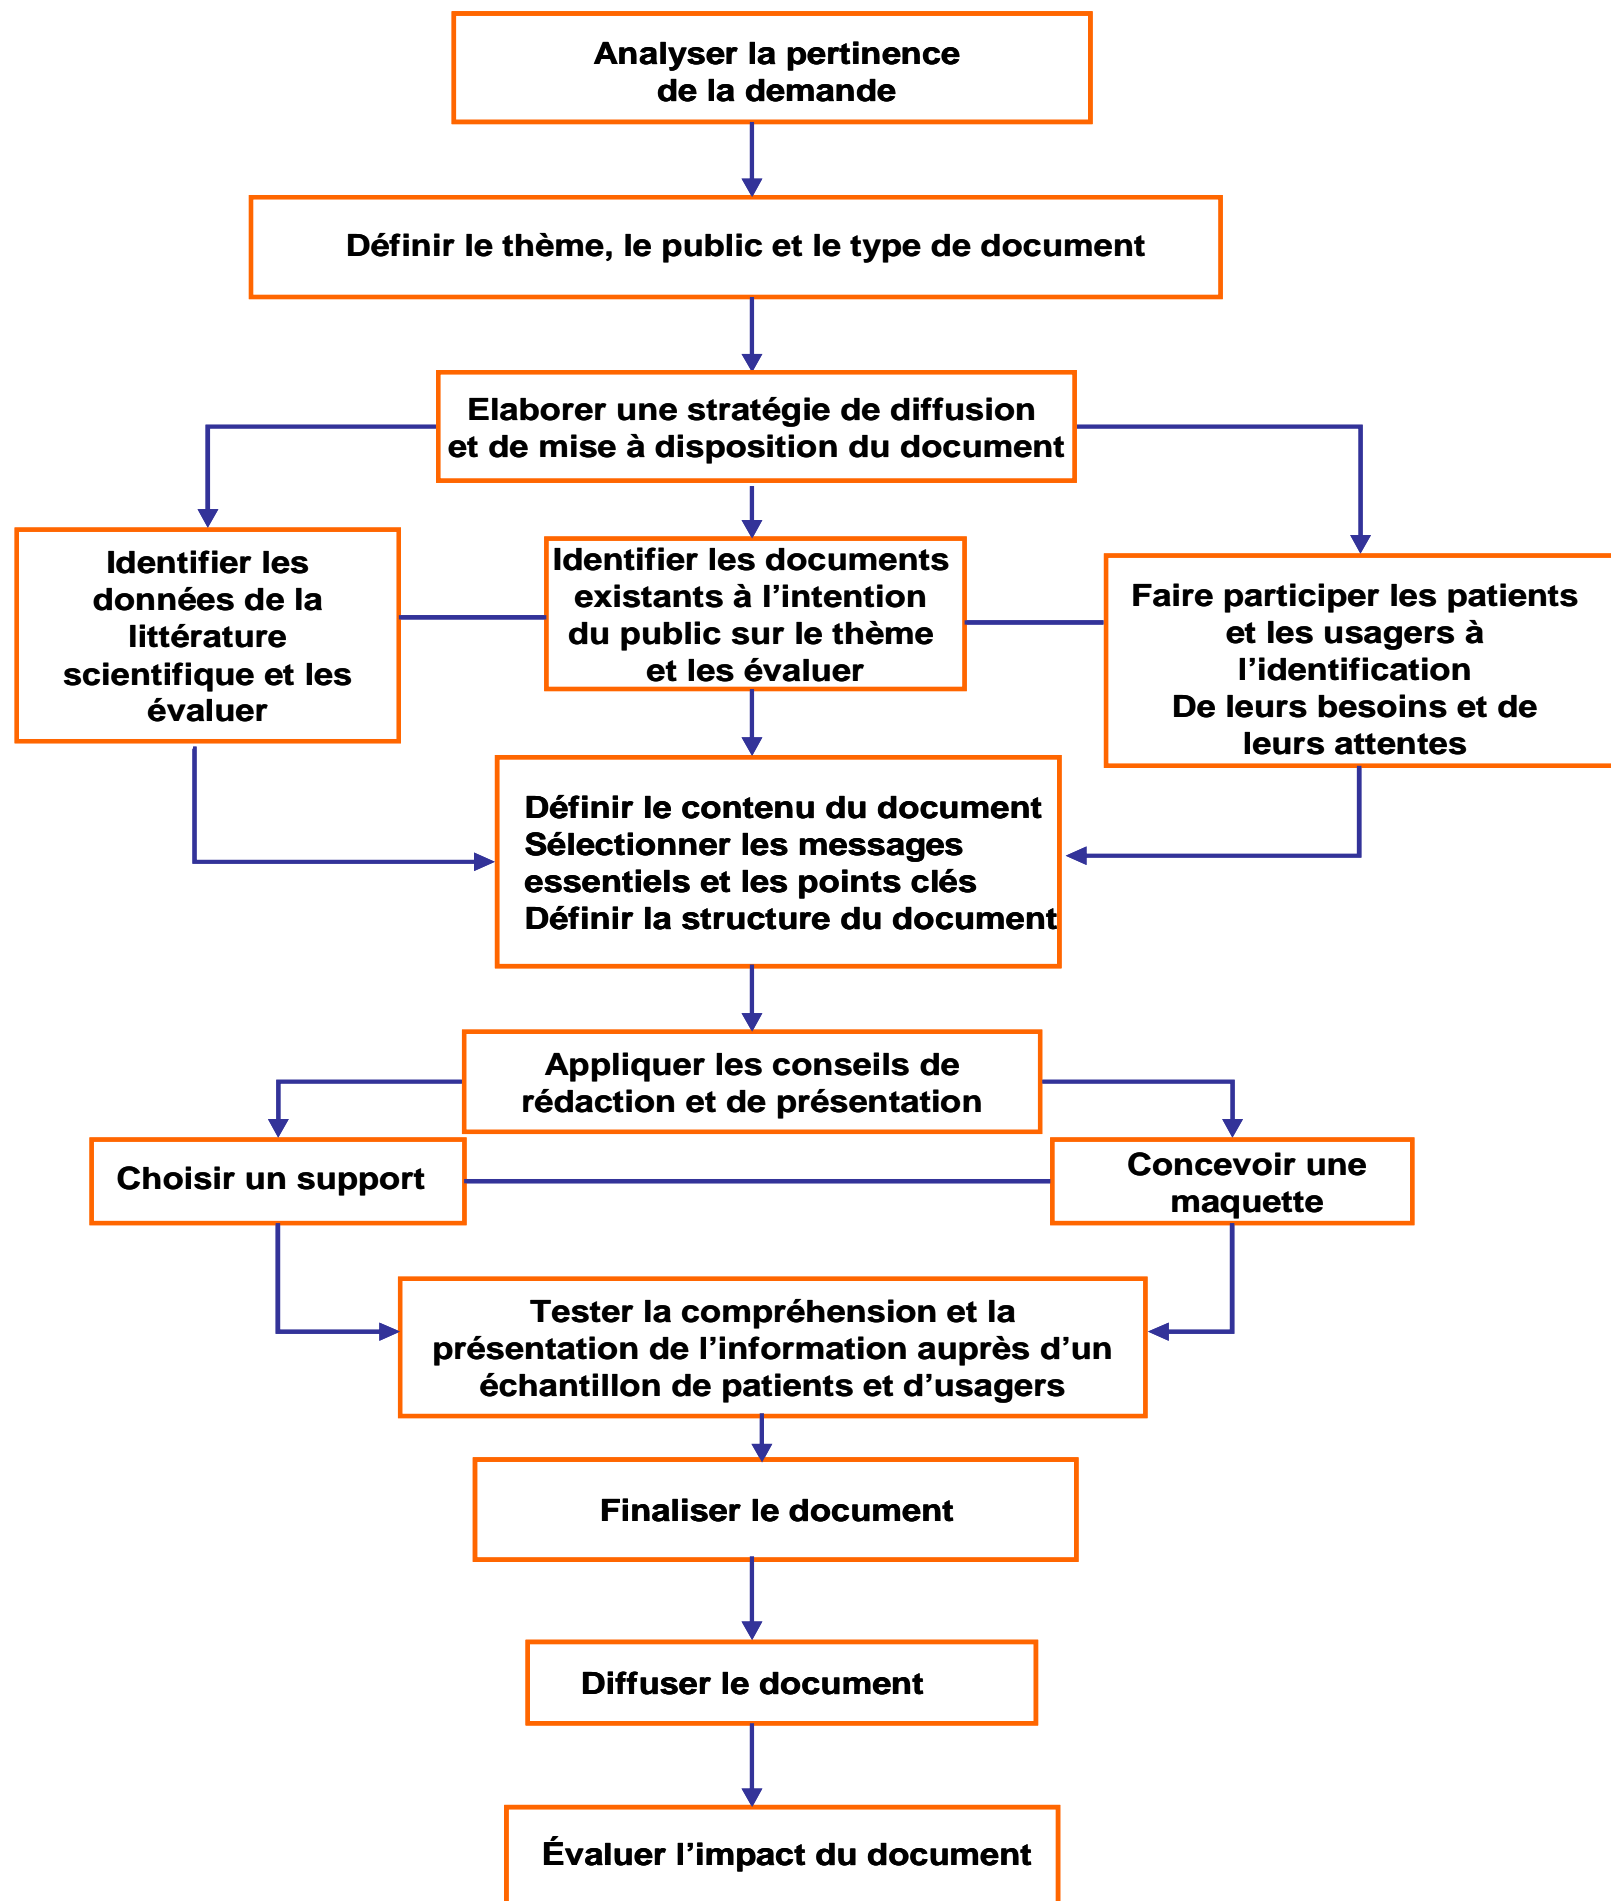 Analyser la pertinence
de la demande
Définir le thème, le public et le type de document
Elaborer une stratégie de diffusion
et de mise à disposition du document
Identifier les
données de la
littérature
scientifique et les
évaluer
Identifier les documents
existants à l’intention
du public sur le thème
et les évaluer
Faire participer les patients
et les usagers à
l’identification
De leurs besoins et de
leurs attentes
Définir le contenu du document
Sélectionner les messages
essentiels et les points clés
Définir la structure du document
Appliquer les conseils de
rédaction et de présentation
Choisir un support
Concevoir une
maquette
Tester la compréhension et la
présentation de l’information auprès d’un
échantillon de patients et d’usagers
Finaliser le document
Diffuser le document
Évaluer l’impact du document